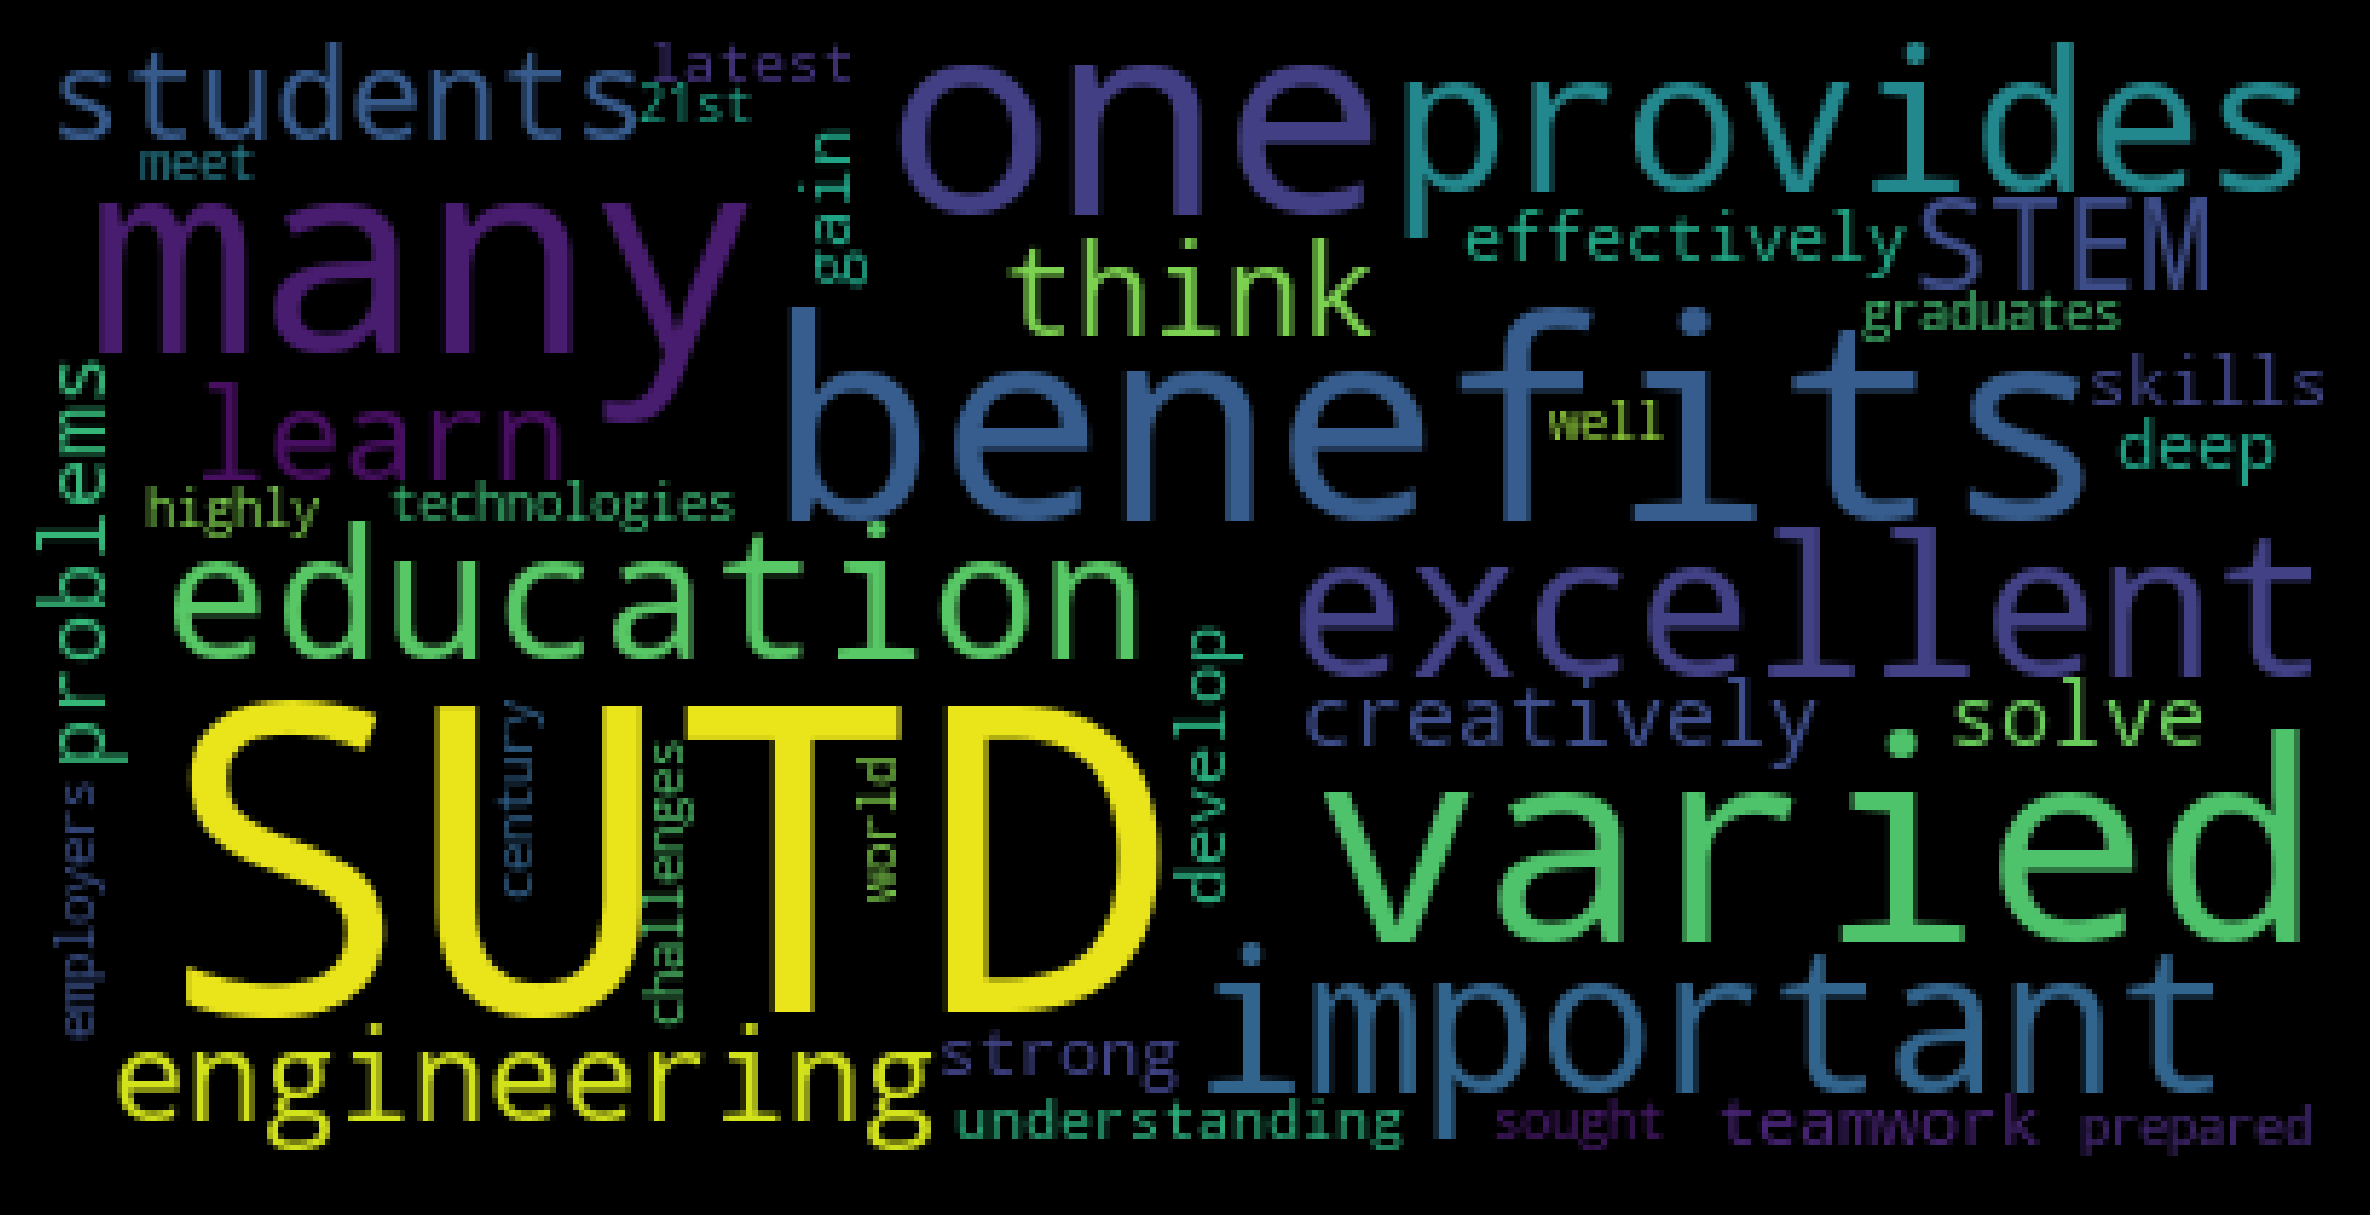 students
latest
21st
one
provides
meet
many
gain
think
effectively
STEM
graduates
benefits
well
skills
deep
learn
problems
highly
technologies
education
excellent
creatively
solve
SUTD
century
challenges
world
develop
varied
employers
important
engineering
strong
understanding
sought
teamwork
prepared